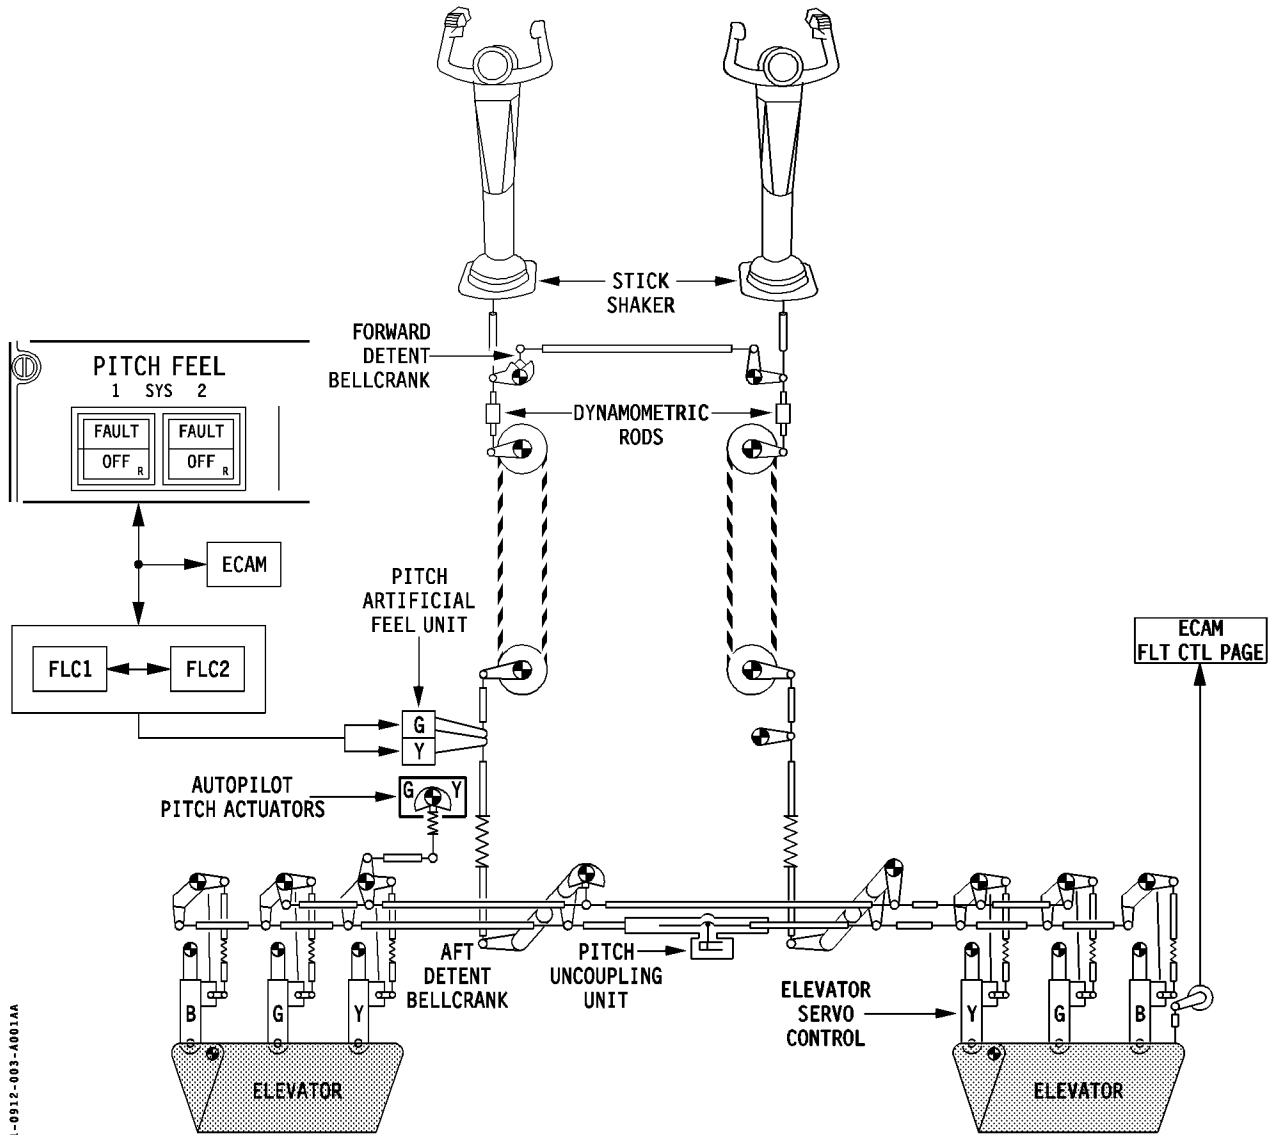 STICK
SHAKER
FORWARD
DETENT
BELLCRANK
PITCH FEEL
1 SYS 2
FAULT
OFF R
FAULT
OFF R
DYNAMOMETRIC
RODS
ECAM
PITCH
ARTIFICIAL
FEEL UNIT
FLC1
FLC2
ECAM
FLT CTL PAGE
G
Y
AUTOPILOT
PITCH ACTUATORS
G Y
AFT
DETENT
BELLCRANK
PITCH
UNCOUPLING
UNIT
ELEVATOR
SERVO
CONTROL
B
G
Y
Y
G
B
ELEVATOR
ELEVATOR
1-0912-003-A001AA